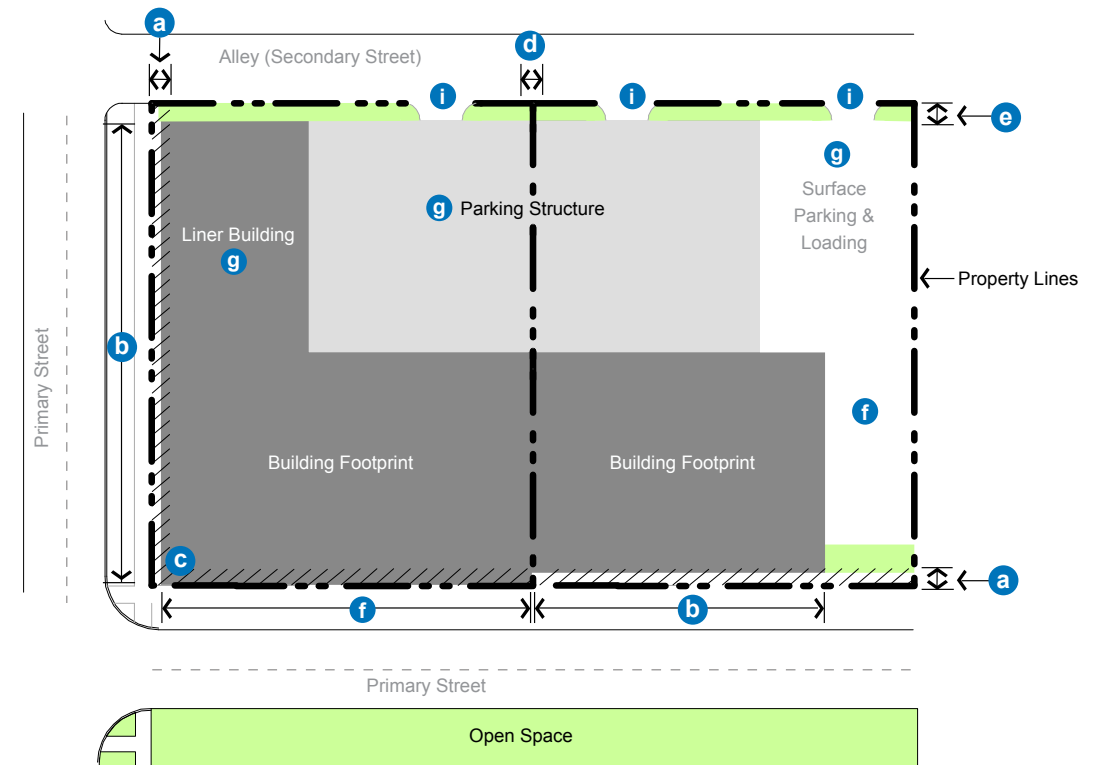 a
Alley (Secondary Street)
d
i
i
i
e
g
Surface
Parking &
Loading
g Parking Structure
Liner Building
g
Property Lines
b
Primary Street
f
Building Footprint
Building Footprint
c
a
f
b
Primary Street
Open Space